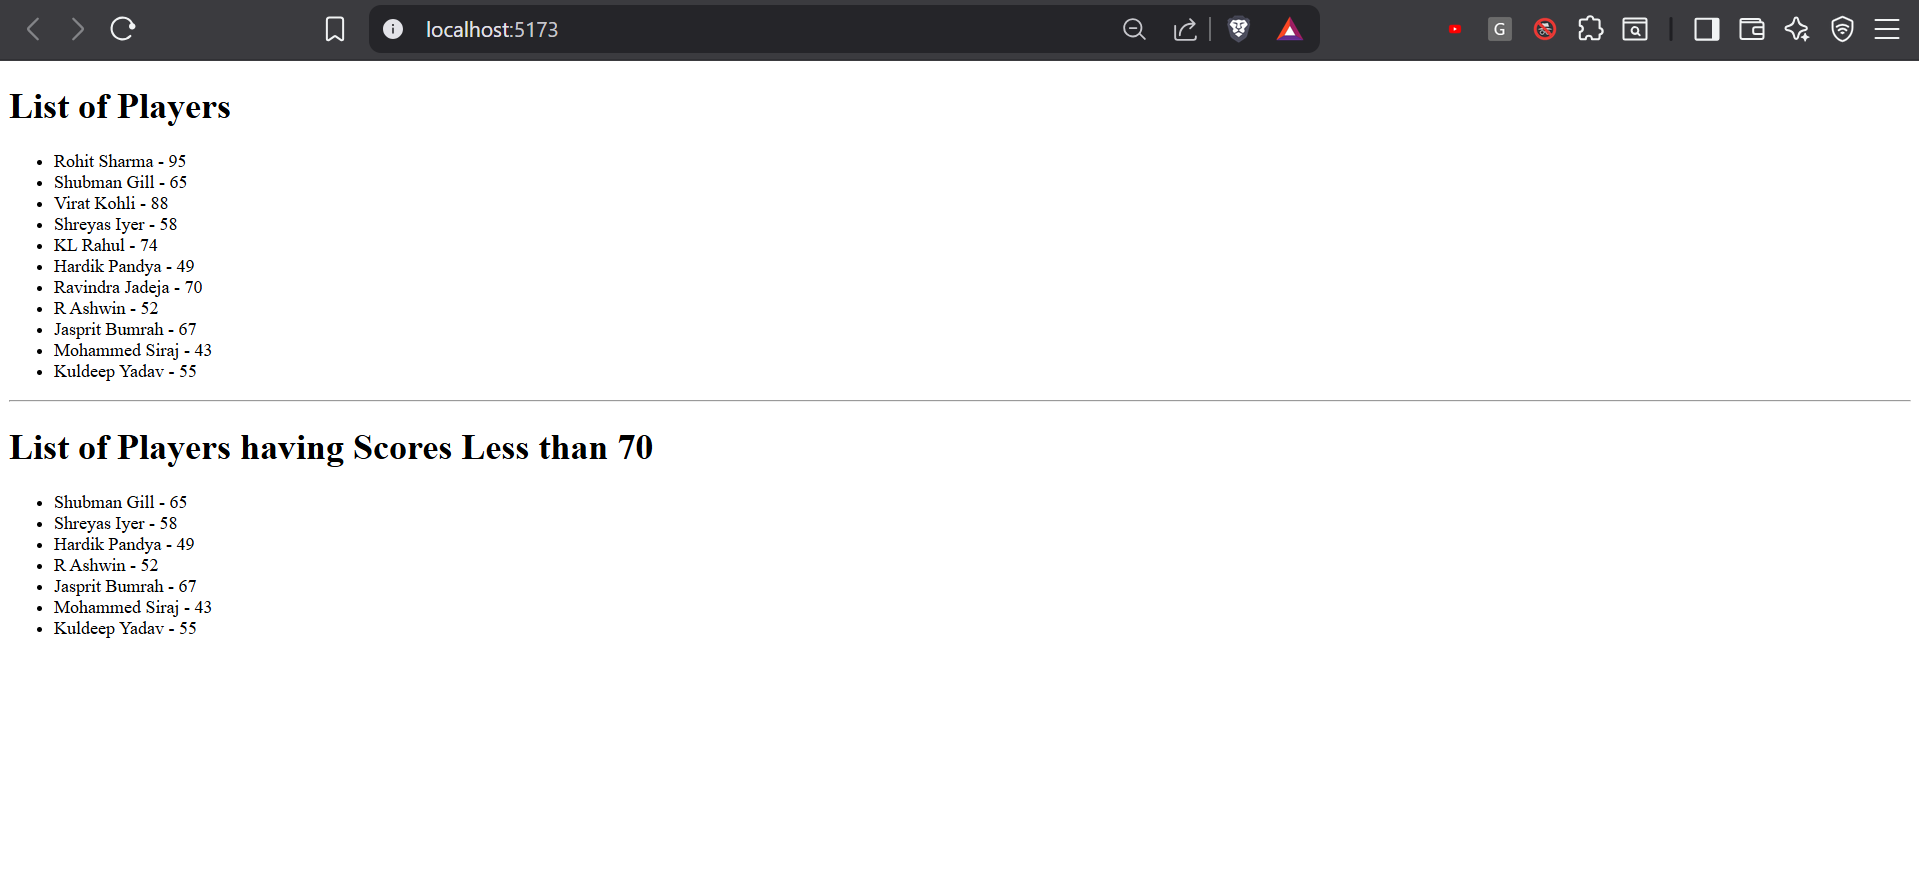 localhost:5173
G
List of Players
Rohit Sharma - 95
Shubman Gill - 65
Virat Kohli - 88
Shreyas Iyer - 58
KL Rahul - 74
Hardik Pandya - 49
Ravindra Jadeja - 70
R Ashwin - 52
Jasprit Bumrah - 67
Mohammed Siraj - 43
Kuldeep Yadav - 55
List of Players having Scores Less than 70
Shubman Gill - 65
Shreyas Iyer - 58
Hardik Pandya - 49
R Ashwin - 52
Jasprit Bumrah - 67
Mohammed Siraj - 43
Kuldeep Yadav - 55